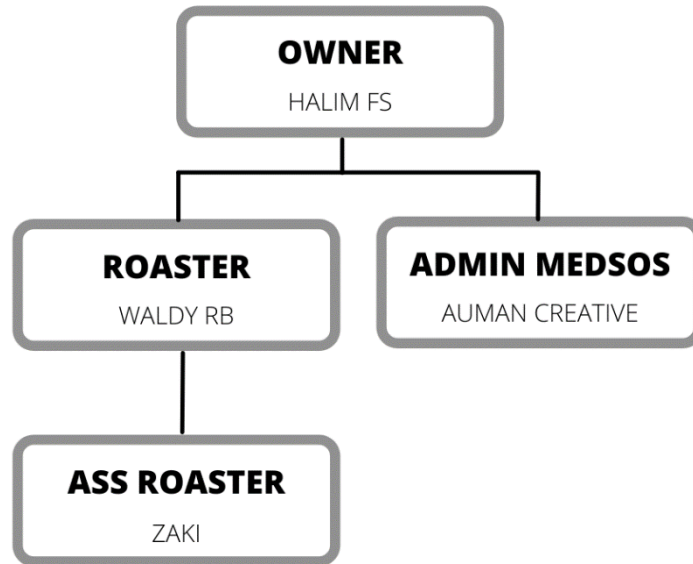 OWNER
HALIM FS
ROASTER
WALDY RB
ADMIN MEDSOS
AUMAN CREATIVE
ASS ROASTER
ZAKI